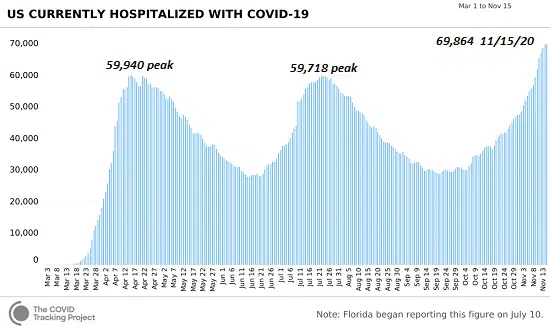 Mar 1 to Nov 15
US CURRENTLY HOSPITALIZED WITH COVID-19
69,864 11/15/20
59,940 peak
59,718 peak
70,000
60,000
50,000
40,000
30,000
20,000
10,000
0
Mar 3
Mar 8
Mar 13
Mar 18
Mar 23
Mar 28
Apr 2
Apr 7
Apr 12
Apr 17
Apr 22
Apr 27
May 2
May 7
May 12
May 17
May 22
May 27
Jun 1
Jun 6
Jun 11
Jun 16
Jun 21
Jun 26
Jul 1
Jul 6
Jul 11
Jul 16
Jul 21
Jul 26
Jul 31
Aug 5
Aug 10
Aug 15
Aug 20
Aug 25
Aug 30
Sep 4
Sep 9
Sep 14
Sep 19
Sep 24
Sep 29
Oct 4
Oct 9
Oct 14
Oct 19
Oct 24
Oct 29
Nov 3
Nov 8
Nov 13
The COVID
Tracking Project
Note: Florida began reporting this figure on July 10.